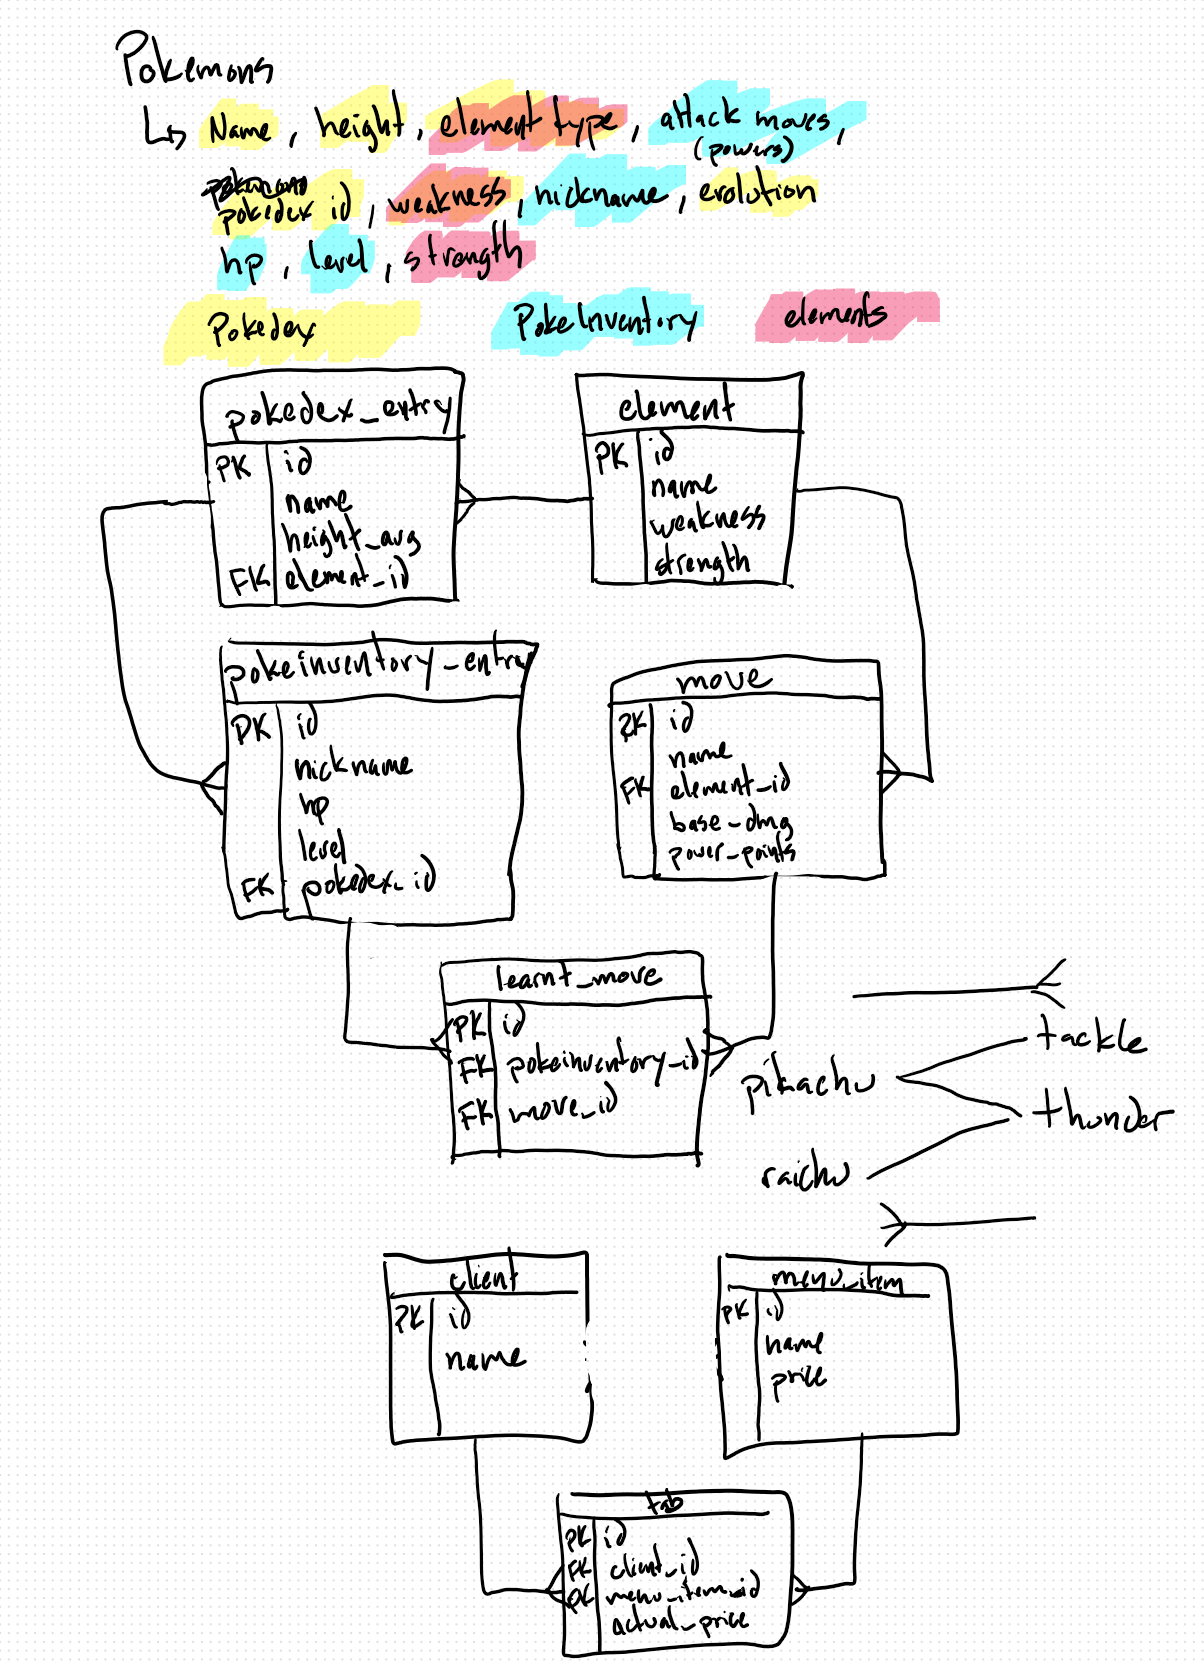 Pokemons
↳ Name, height, element type, attack moves,
(powers)
pokedex id, weakness, nickname, evolution
hp, level, strength
Pokedex PokeInventory elements
pokedex_entry
PK id
name
height_avg
FK element_id
element
PK id
name
weakness
strength
pokeinventory_entry
PK id
nickname
hp
level
FK pokedex_id
move
PK id
name
FK element_id
base_dmg
power_points
learnt_move
PK id
FK pokeinventory_id
FK move_id
tackle
pikachu
thunder
raichu
client
PK id
name
menu_item
PK id
name
price
tab
PK id
FK client_id
menu_item_id
actual_price